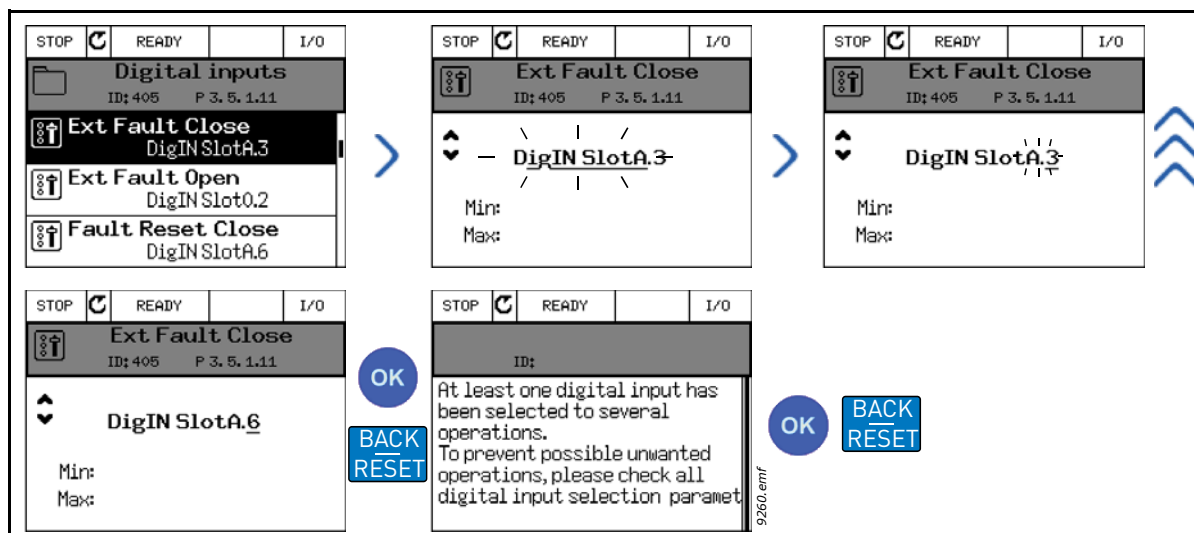 STOP READY I/O
Digital inputs
ID: 405 P 3.5.1.11
Ext Fault Close
DigIN SlotA.3
Ext Fault Open
DigIN Slot0.2
Fault Reset Close
DigIN SlotA.6
STOP READY I/O
Ext Fault Close
ID: 405 P 3.5.1.11
DigIN SlotA.3
Min:
Max:
STOP READY I/O
Ext Fault Close
ID: 405 P 3.5.1.11
DigIN SlotA.3
Min:
Max:
STOP READY I/O
Ext Fault Close
ID: 405 P 3.5.1.11
DigIN SlotA.6
Min:
Max:
OK
BACK
RESET
STOP READY I/O
ID:
At least one digital input has
been selected to several
operations.
To prevent possible unwanted
operations, please check all
digital input selection paramet
OK
BACK
RESET
9260.emf